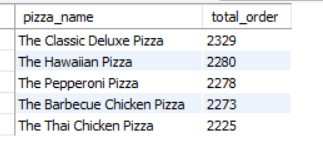 pizza_name total_order
The Classic Deluxe Pizza 2329
The Hawaiian Pizza 2280
The Pepperoni Pizza 2278
The Barbecue Chicken Pizza 2273
The Thai Chicken Pizza 2225